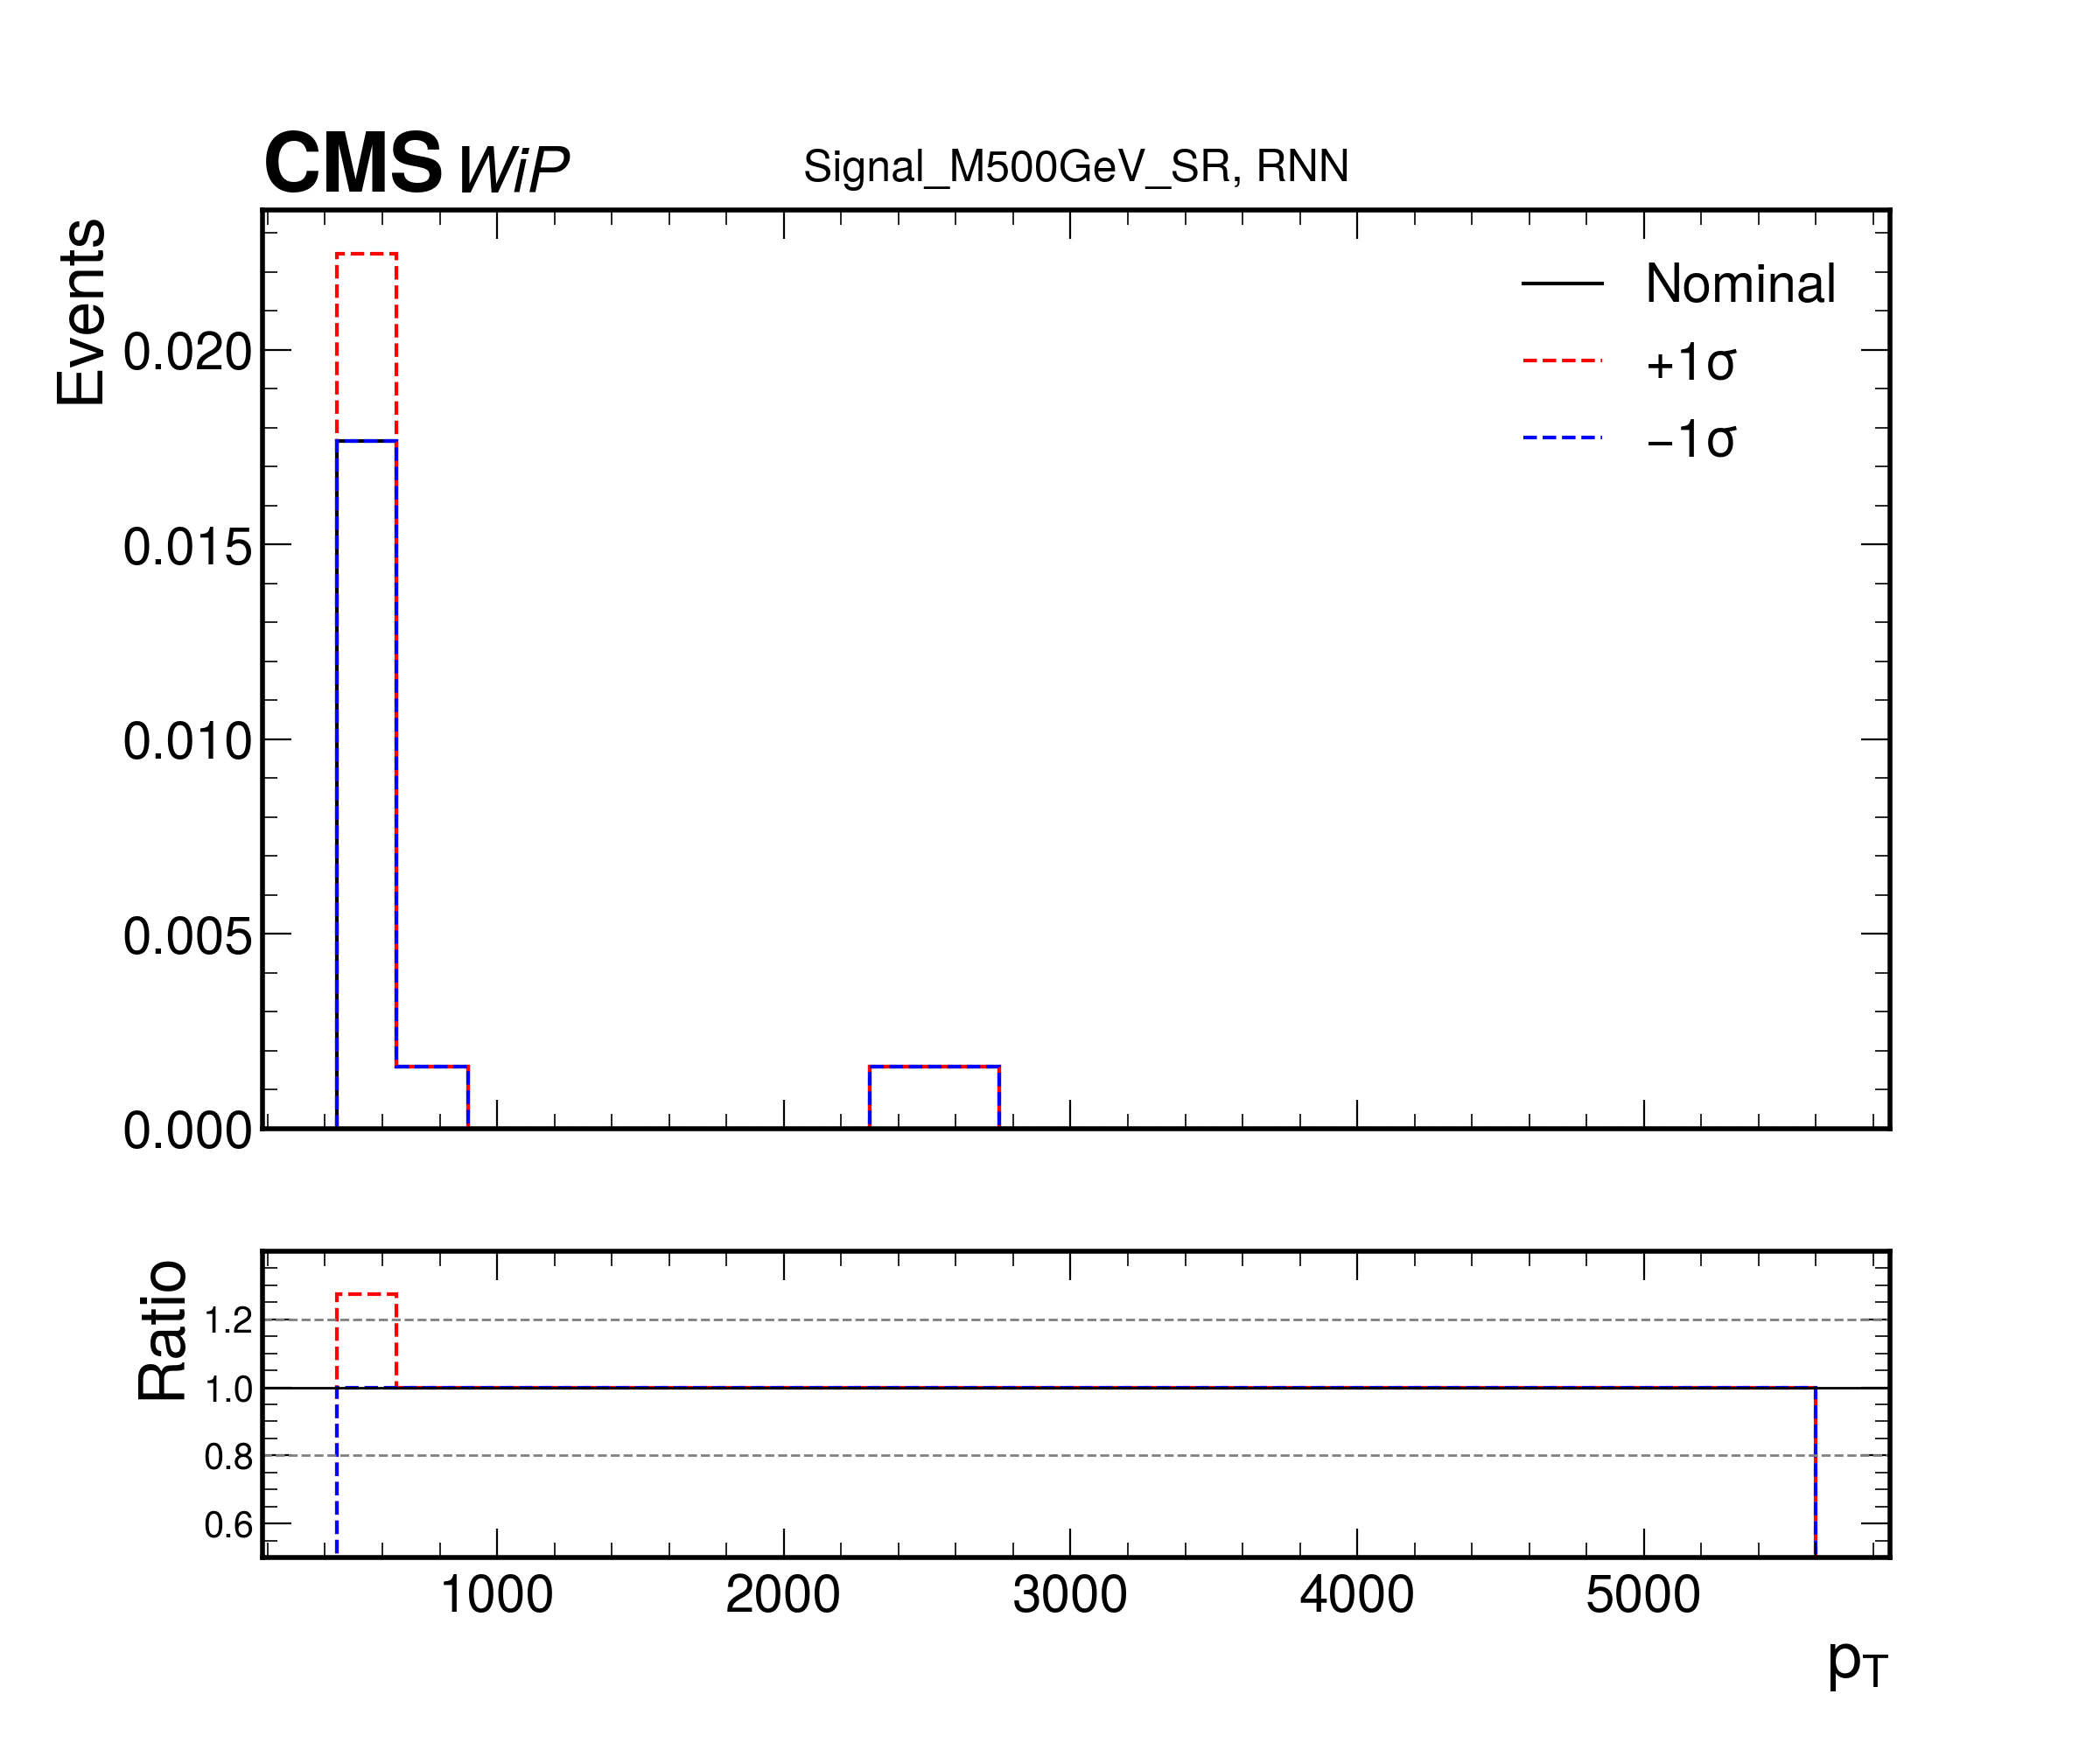 CMS WiP
Signal_M500GeV_SR, RNN
Events
0.020
0.015
0.010
0.005
0.000
Nominal
+1σ
−1σ
Ratio
1.2
1.0
0.8
0.6
1000 2000 3000 4000 5000
pT